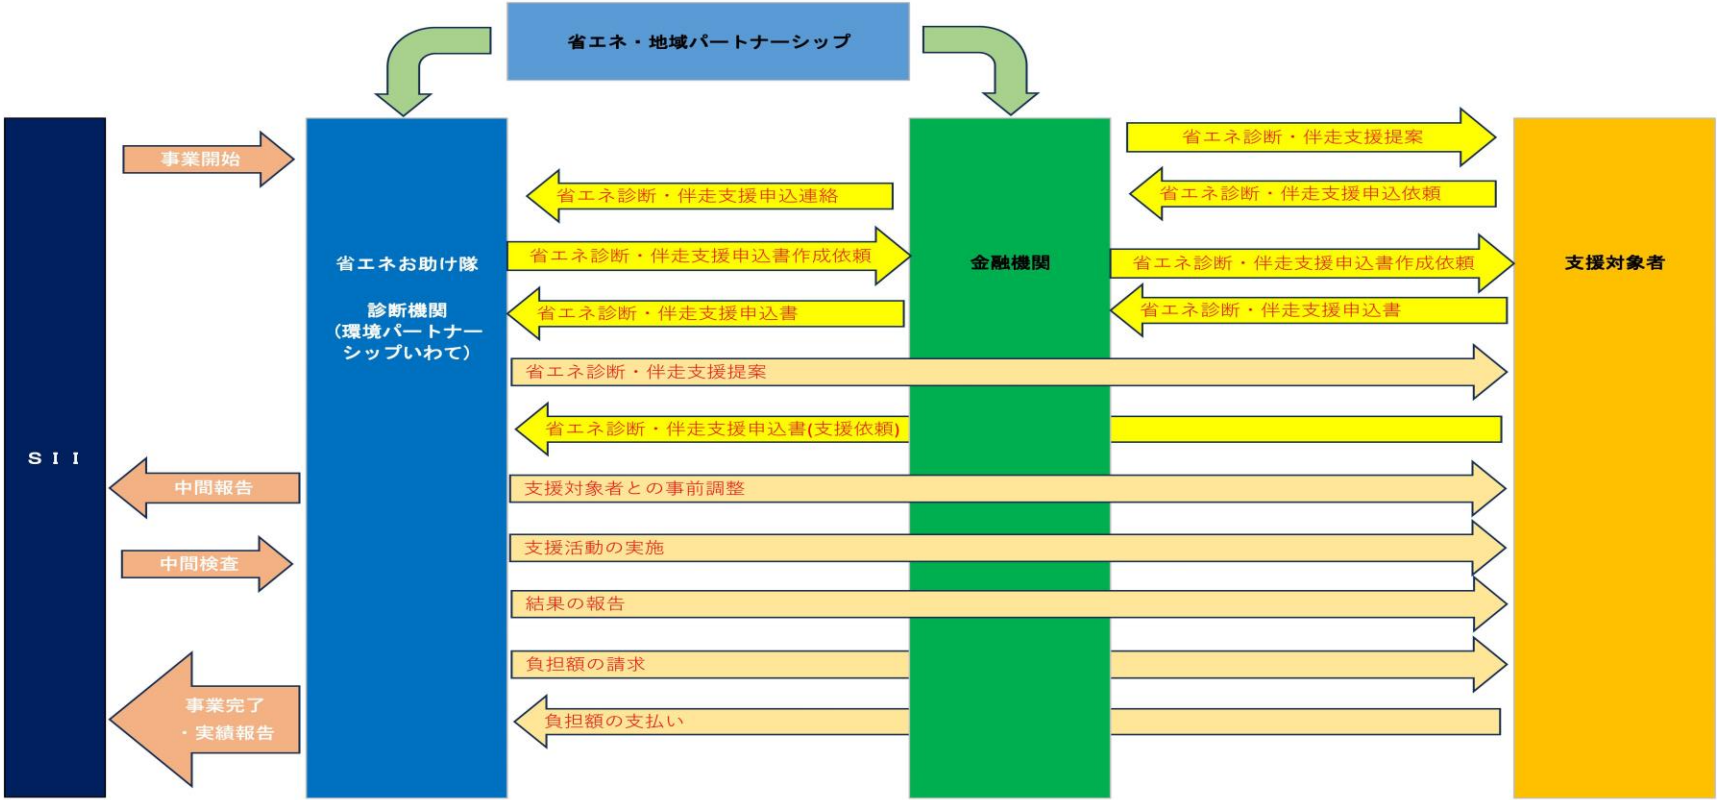 省エネ・地域パートナーシップ
事業開始
省エネ診断・伴走支援提案
省エネ診断・伴走支援申込連絡
省エネ診断・伴走支援申込依頼
省エネお助け隊
診断機関
(環境パートナー
シップいわて)
省エネ診断・伴走支援申込書作成依頼
金融機関
省エネ診断・伴走支援申込書作成依頼
支援対象者
省エネ診断・伴走支援申込書
省エネ診断・伴走支援申込書
省エネ診断・伴走支援提案
省エネ診断・伴走支援申込書(支援依頼)
ＳＩＩ
中間報告
支援対象者との事前調整
中間検査
支援活動の実施
結果の報告
負担額の請求
事業完了
・実績報告
負担額の支払い